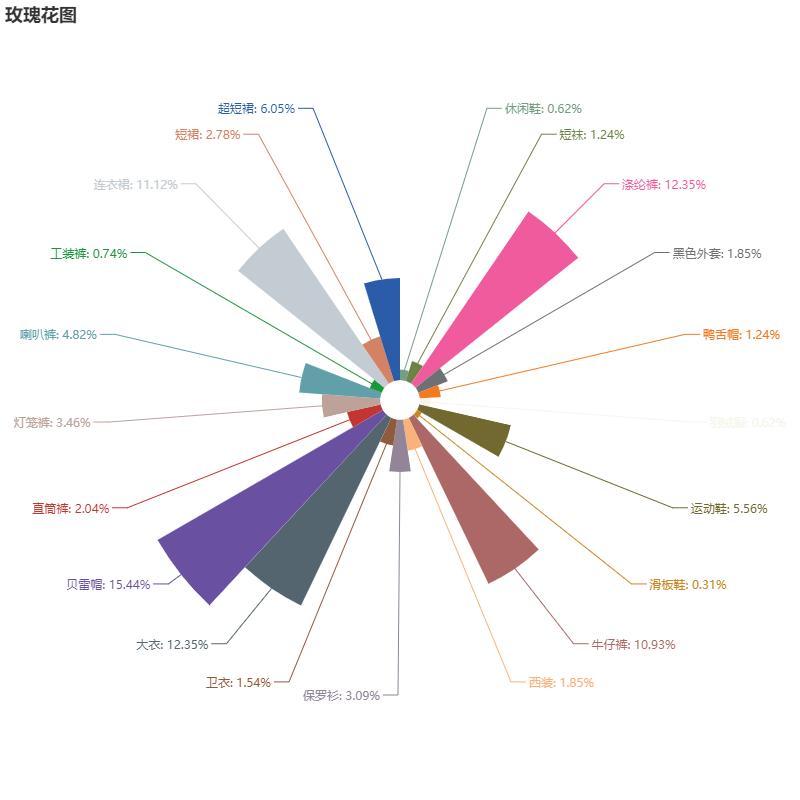 玫瑰花图
超短裙: 6.05%
休闲鞋: 0.62%
短裙: 2.78%
短袜: 1.24%
连衣裙: 11.12%
涤纶裤: 12.35%
工装裤: 0.74%
黑色外套: 1.85%
喇叭裤: 4.82%
鸭舌帽: 1.24%
灯笼裤: 3.46%
0.62%
直筒裤: 2.04%
运动鞋: 5.56%
贝雷帽: 15.44%
滑板鞋: 0.31%
大衣: 12.35%
牛仔裤: 10.93%
卫衣: 1.54%
西装: 1.85%
保罗衫: 3.09%